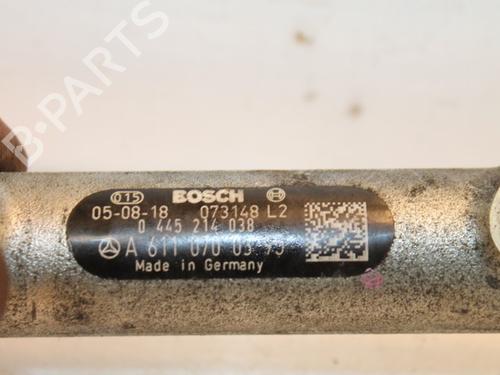 B-PARTS
015 BOSCH
05-08-18 073148 L2
0 445 214 038
A 611 070 03 95
Made in Germany